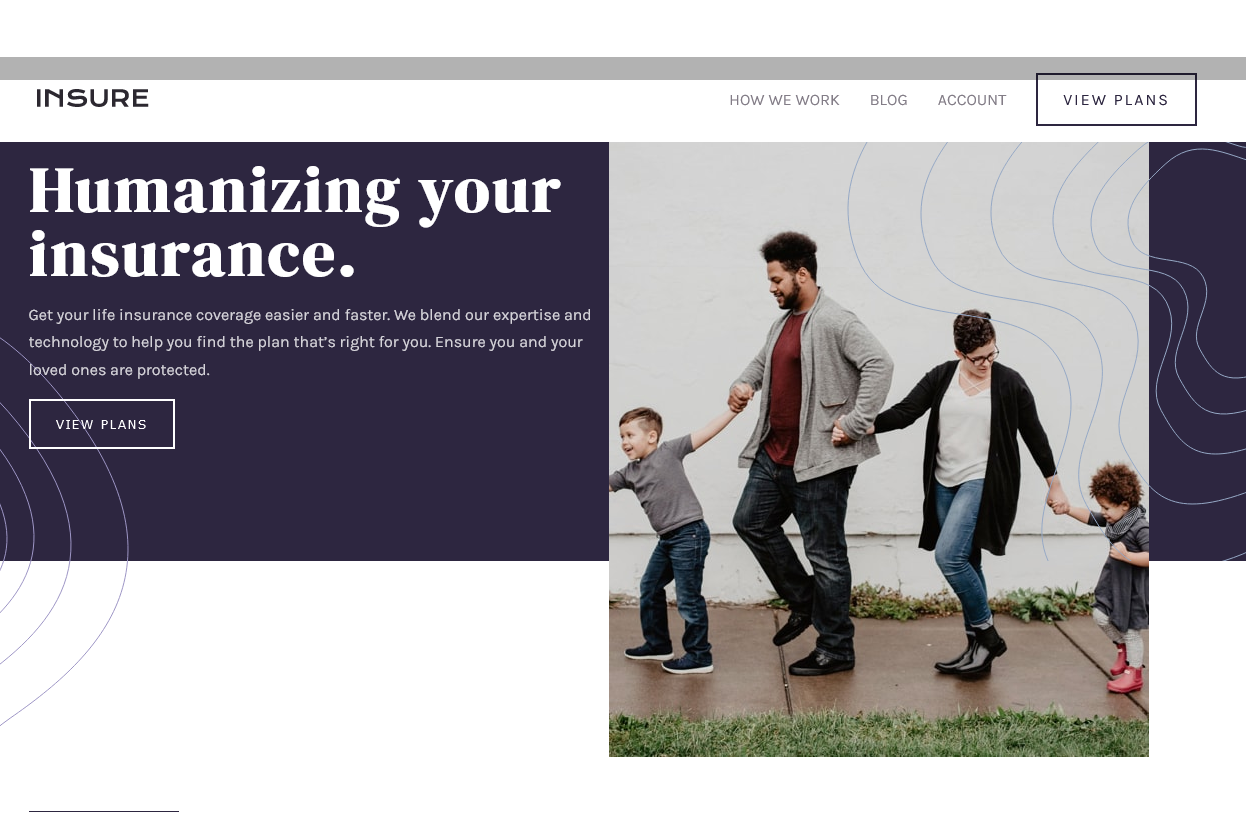 INSURE
HOW WE WORK
BLOG
ACCOUNT
VIEW PLANS
Humanizing your
insurance.
Get your life insurance coverage easier and faster. We blend our expertise and
technology to help you find the plan that’s right for you. Ensure you and your
loved ones are protected.
VIEW PLANS